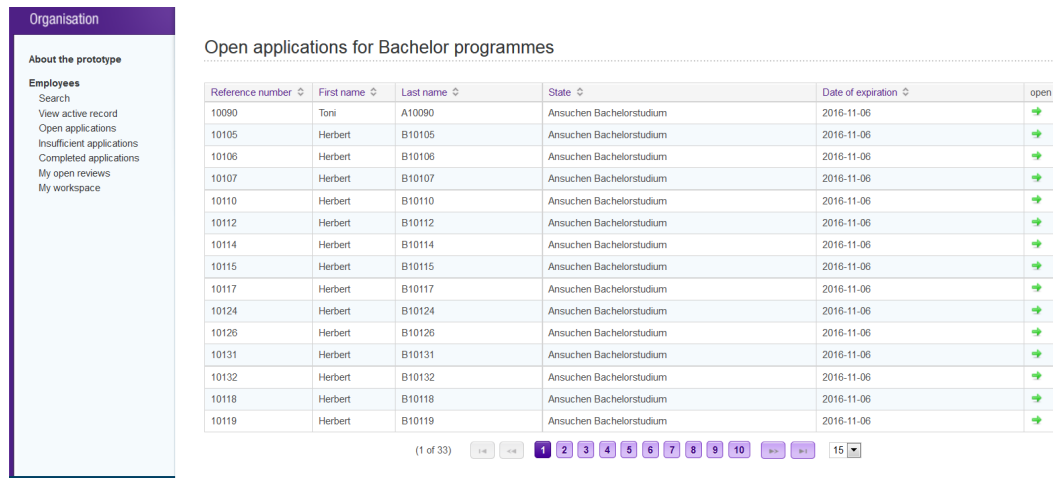 Organisation
About the prototype
Employees
Search
View active record
Open applications
Insufficient applications
Completed applications
My open reviews
My workspace
Open applications for Bachelor programmes
Reference number First name Last name State Date of expiration open
10090 Toni A10090 Ansuchen Bachelorstudium 2016-11-06
10105 Herbert B10105 Ansuchen Bachelorstudium 2016-11-06
10106 Herbert B10106 Ansuchen Bachelorstudium 2016-11-06
10107 Herbert B10107 Ansuchen Bachelorstudium 2016-11-06
10110 Herbert B10110 Ansuchen Bachelorstudium 2016-11-06
10112 Herbert B10112 Ansuchen Bachelorstudium 2016-11-06
10114 Herbert B10114 Ansuchen Bachelorstudium 2016-11-06
10115 Herbert B10115 Ansuchen Bachelorstudium 2016-11-06
10117 Herbert B10117 Ansuchen Bachelorstudium 2016-11-06
10124 Herbert B10124 Ansuchen Bachelorstudium 2016-11-06
10126 Herbert B10126 Ansuchen Bachelorstudium 2016-11-06
10131 Herbert B10131 Ansuchen Bachelorstudium 2016-11-06
10132 Herbert B10132 Ansuchen Bachelorstudium 2016-11-06
10118 Herbert B10118 Ansuchen Bachelorstudium 2016-11-06
10119 Herbert B10119 Ansuchen Bachelorstudium 2016-11-06
(1 of 33) 1 2 3 4 5 6 7 8 9 10 15